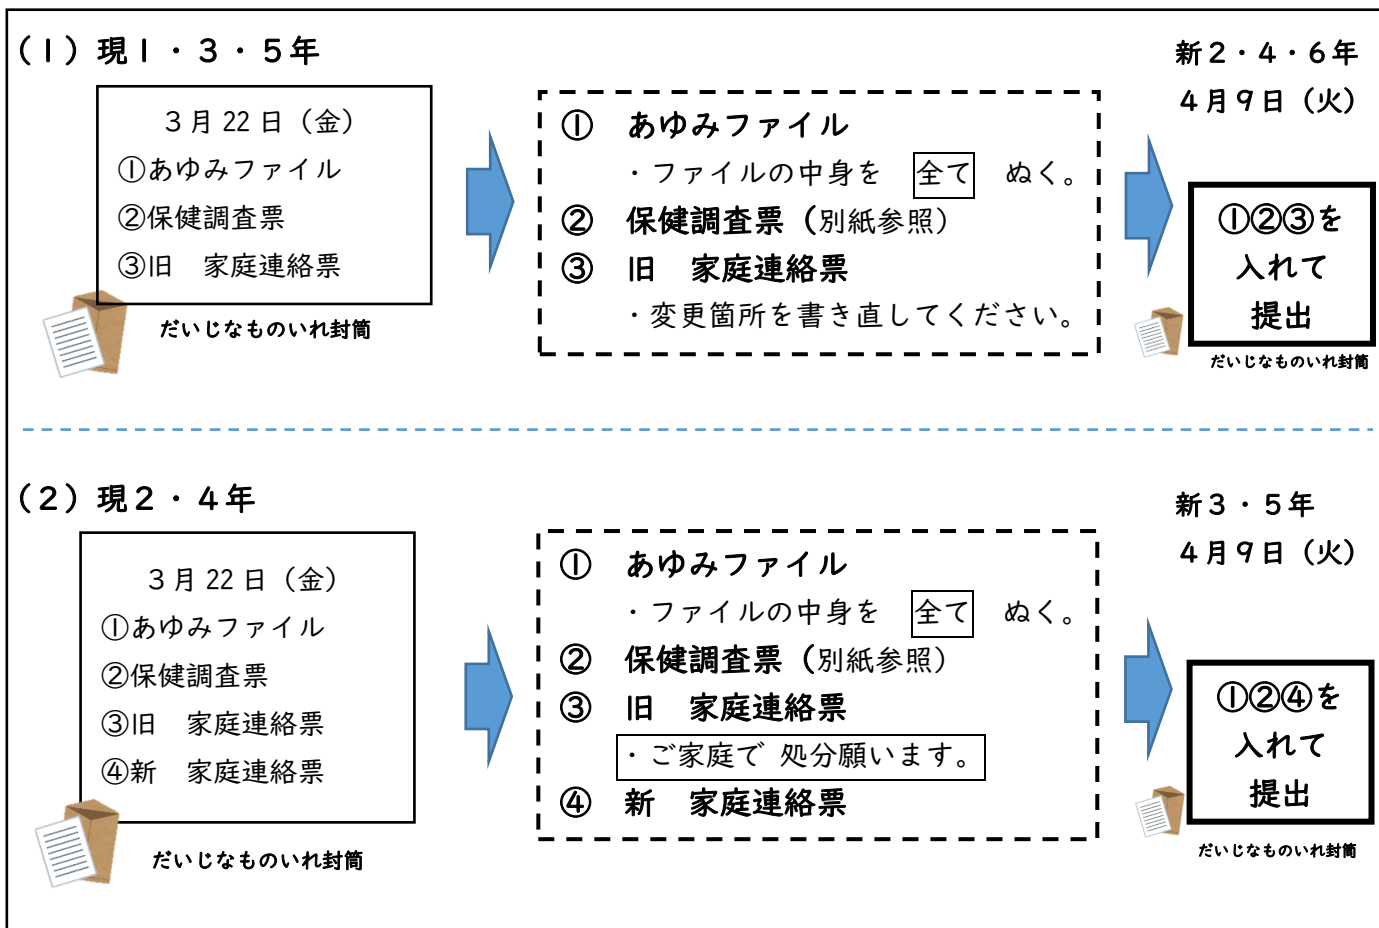 （１）現１・３・５年
３月 22 日（金）
①あゆみファイル
②保健調査票
③旧　家庭連絡票
だいじなものいれ封筒
①　あゆみファイル
・ファイルの中身を　全て　ぬく。
②　保健調査票（別紙参照）
③　旧　家庭連絡票
・変更箇所を書き直してください。
新２・４・６年
４月９日（火）
①②③を
入れて
提出
だいじなものいれ封筒
（２）現２・４年
３月 22 日（金）
①あゆみファイル
②保健調査票
③旧　家庭連絡票
④新　家庭連絡票
だいじなものいれ封筒
①　あゆみファイル
・ファイルの中身を　全て　ぬく。
②　保健調査票（別紙参照）
③　旧　家庭連絡票
・ご家庭で 処分願います。
④　新　家庭連絡票
新３・５年
４月９日（火）
①②④を
入れて
提出
だいじなものいれ封筒